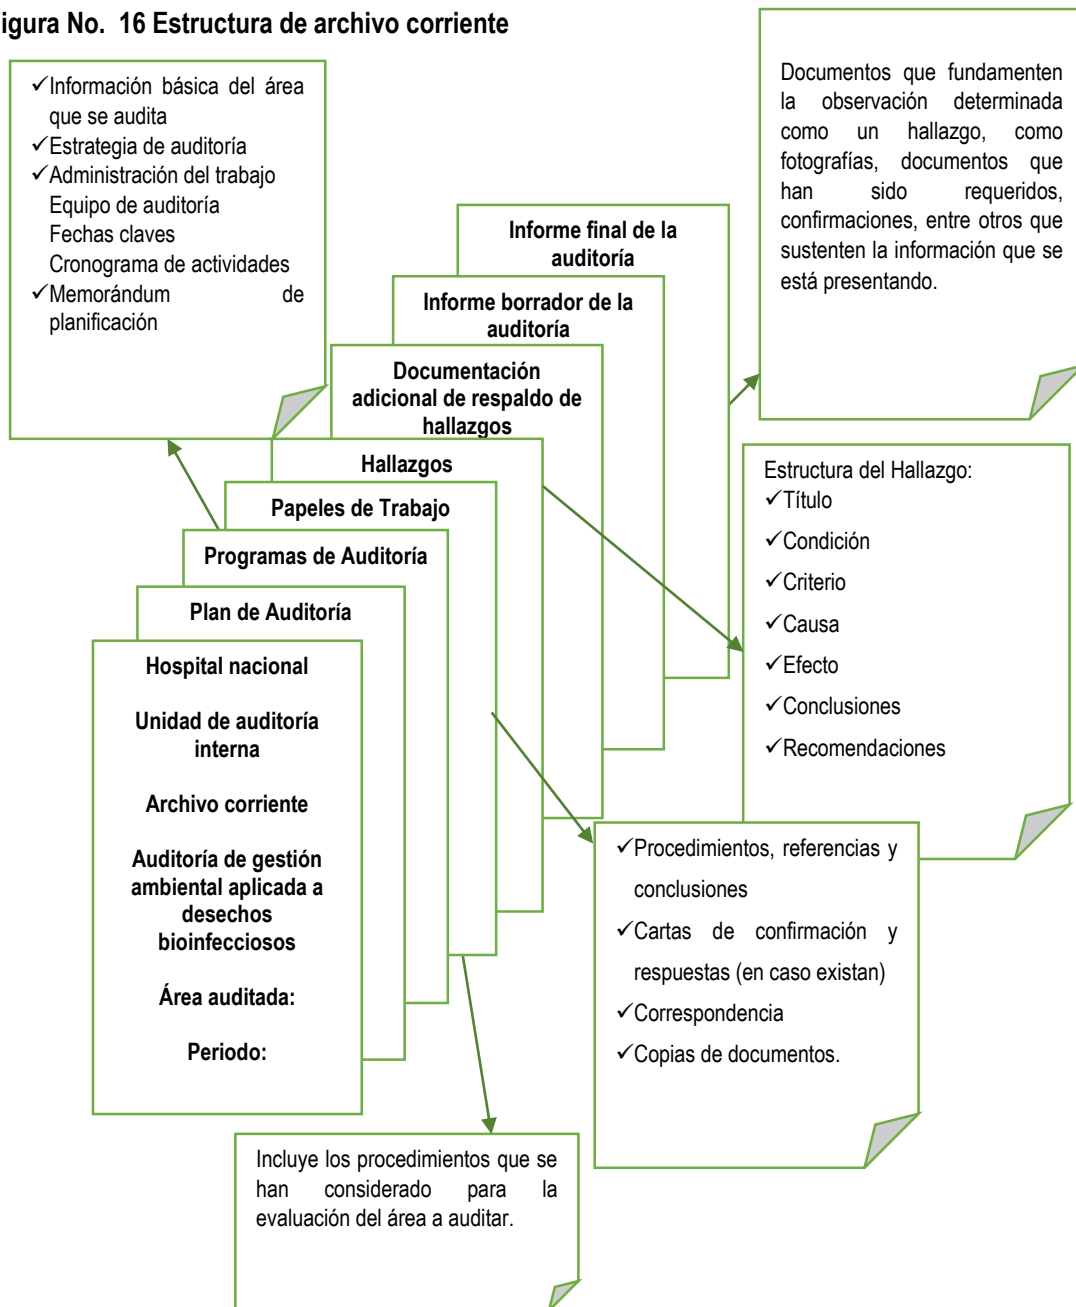 igura No. 16 Estructura de archivo corriente
✓Información básica del área
que se audita
✓Estrategia de auditoría
✓Administración del trabajo
Equipo de auditoría
Fechas claves
Cronograma de actividades
✓Memorándum de
planificación
Documentos que fundamenten
la observación determinada
como un hallazgo, como
fotografías, documentos que
han sido requeridos,
confirmaciones, entre otros que
sustenten la información que se
está presentando.
Informe final de la
auditoría
Informe borrador de la
auditoría
Documentación
adicional de respaldo de
hallazgos
Hallazgos
Papeles de Trabajo
Programas de Auditoría
Plan de Auditoría
Hospital nacional
Unidad de auditoría
interna
Archivo corriente
Auditoría de gestión
ambiental aplicada a
desechos
bioinfecciosos
Área auditada:
Periodo:
Estructura del Hallazgo:
✓Título
✓Condición
✓Criterio
✓Causa
✓Efecto
✓Conclusiones
✓Recomendaciones
✓Procedimientos, referencias y
conclusiones
✓Cartas de confirmación y
respuestas (en caso existan)
✓Correspondencia
✓Copias de documentos.
Incluye los procedimientos que se
han considerado para la
evaluación del área a auditar.